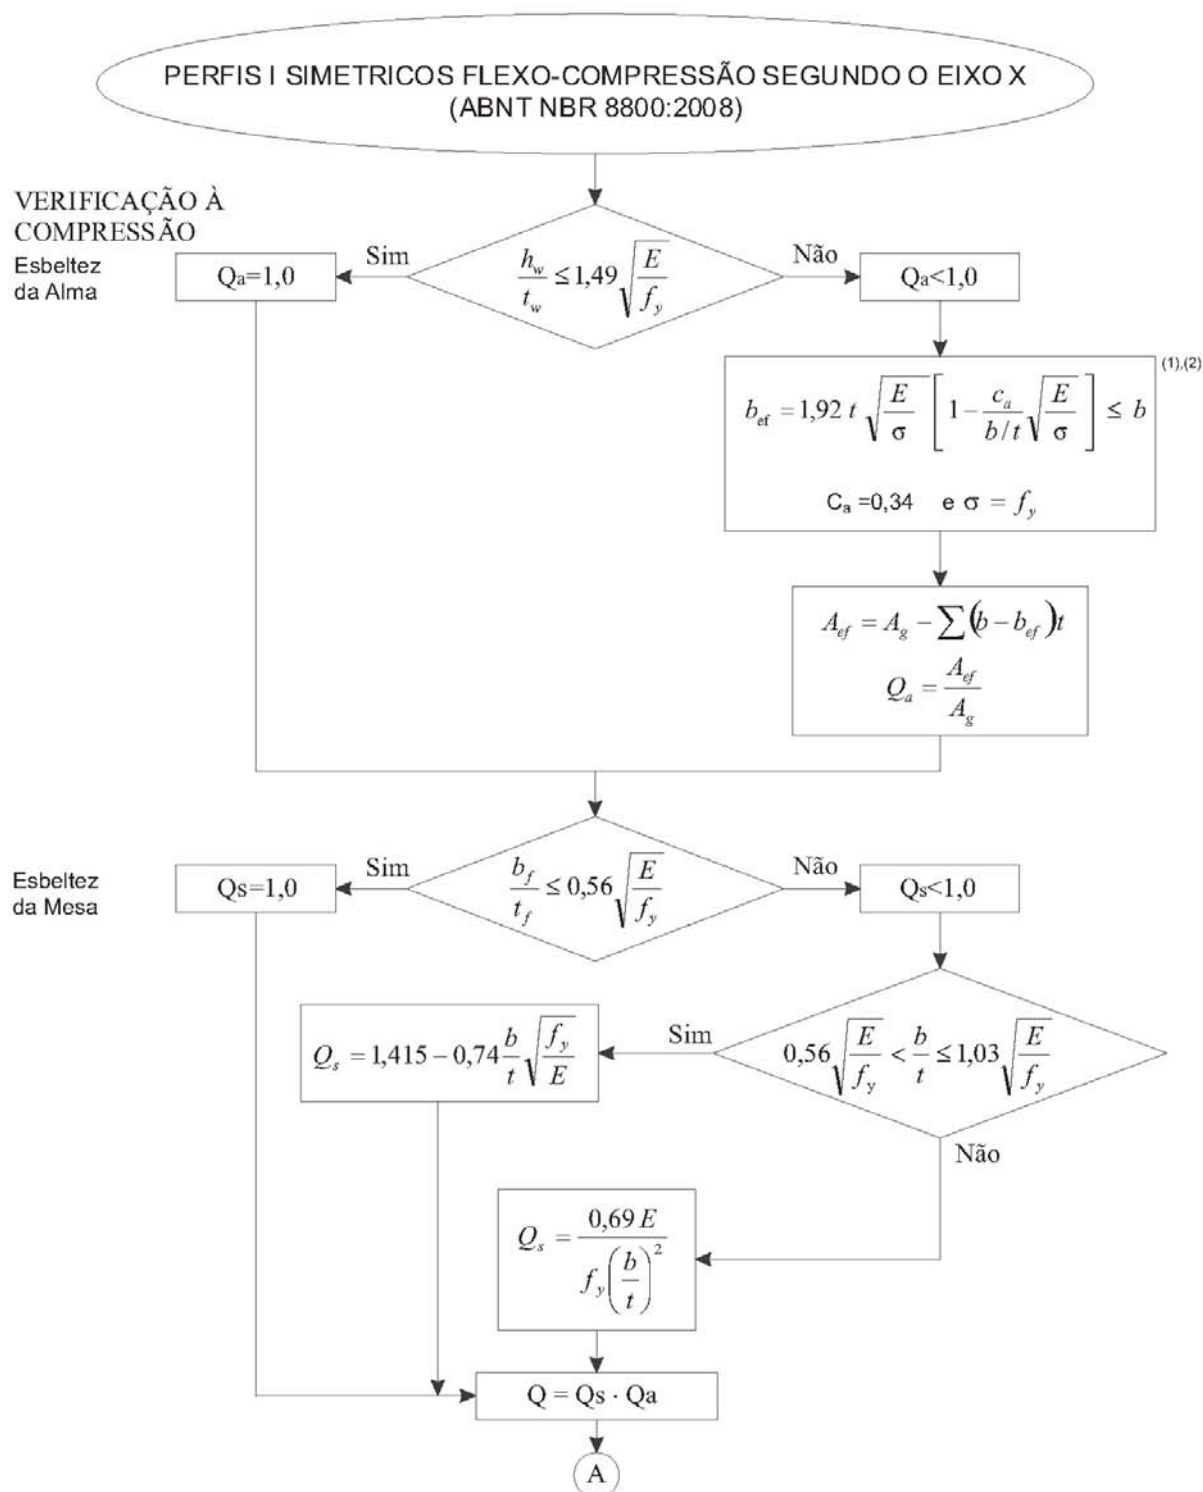 PERFIS I SIMETRICOS FLEXO-COMPRESSÃO SEGUNDO O EIXO X
(ABNT NBR 8800:2008)
VERIFICAÇÃO À
COMPRESSÃO
Esbeltez
da Alma
Qa=1,0
Sim
h_w/t_w ≤ 1,49 √(E/f_y)
Não
Qa<1,0
(1),(2)
b_ef = 1,92 t √(E/σ) [1 - c_a/(b/t) √(E/σ)] ≤ b
C_a =0,34 e σ = f_y
A_ef = A_g - ∑(b - b_ef)t
Q_a = A_ef/A_g
Esbeltez
da Mesa
Qs=1,0
Sim
b_f/t_f ≤ 0,56 √(E/f_y)
Não
Qs<1,0
Q_s = 1,415 - 0,74 b/t √(f_y/E)
Sim
0,56 √(E/f_y) < b/t ≤ 1,03 √(E/f_y)
Não
Q_s = 0,69 E/(f_y (b/t)²)
Q = Qs · Qa
A